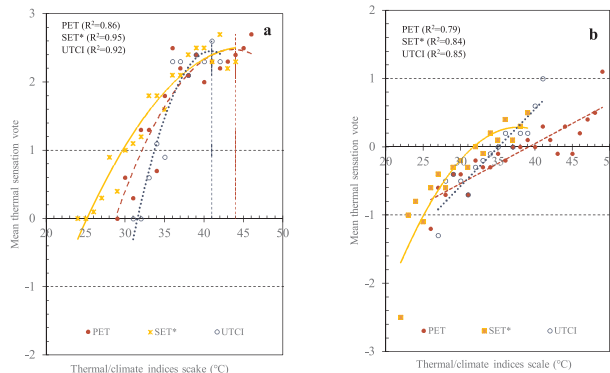 PET (R²=0.86)
SET* (R²=0.95)
UTCI (R²=0.92)
a
3
2
1
0
−1
−2
20
25
30
35
40
45
50
Mean thermal sensation vote
PET
SET*
UTCI
Thermal/climate indices scake (°C)
PET (R²=0.79)
SET* (R²=0.84)
UTCI (R²=0.85)
b
2
1
0
−1
−2
−3
20
25
30
35
40
45
50
Mean thermal sensation vote
PET
SET*
UTCI
Thermal/climate indices scale (°C)